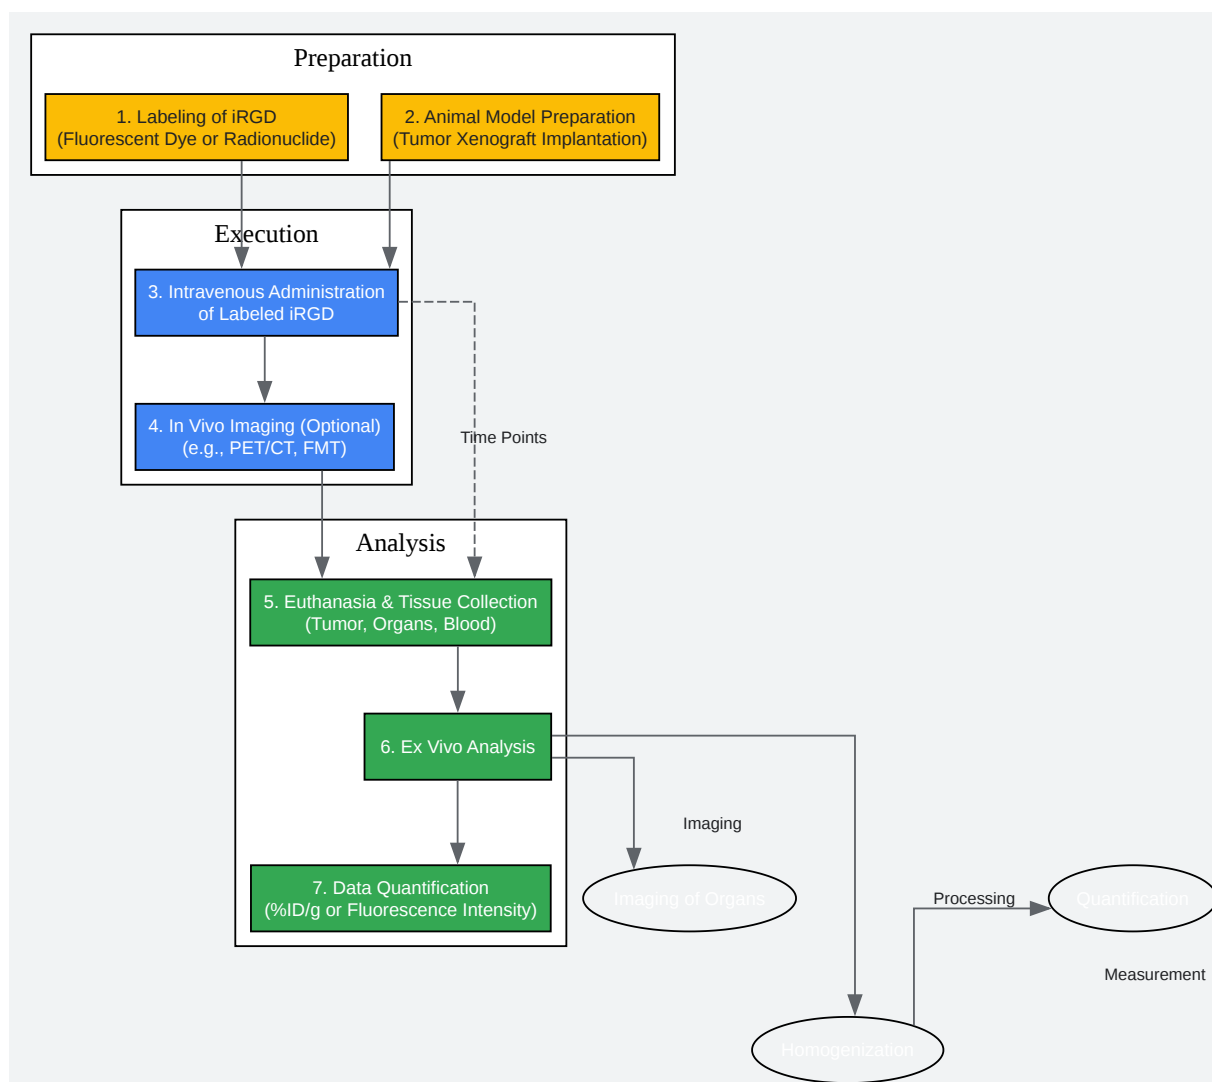 Preparation
1. Labeling of iRGD
(Fluorescent Dye or Radionuclide)
2. Animal Model Preparation
(Tumor Xenograft Implantation)
Execution
3. Intravenous Administration
of Labeled iRGD
4. In Vivo Imaging (Optional)
(e.g., PET/CT, FMT)
Time Points
Analysis
5. Euthanasia & Tissue Collection
(Tumor, Organs, Blood)
6. Ex Vivo Analysis
Imaging
7. Data Quantification
(%ID/g or Fluorescence Intensity)
Imaging of Organs
Processing
Quantification
Measurement
Homogenization